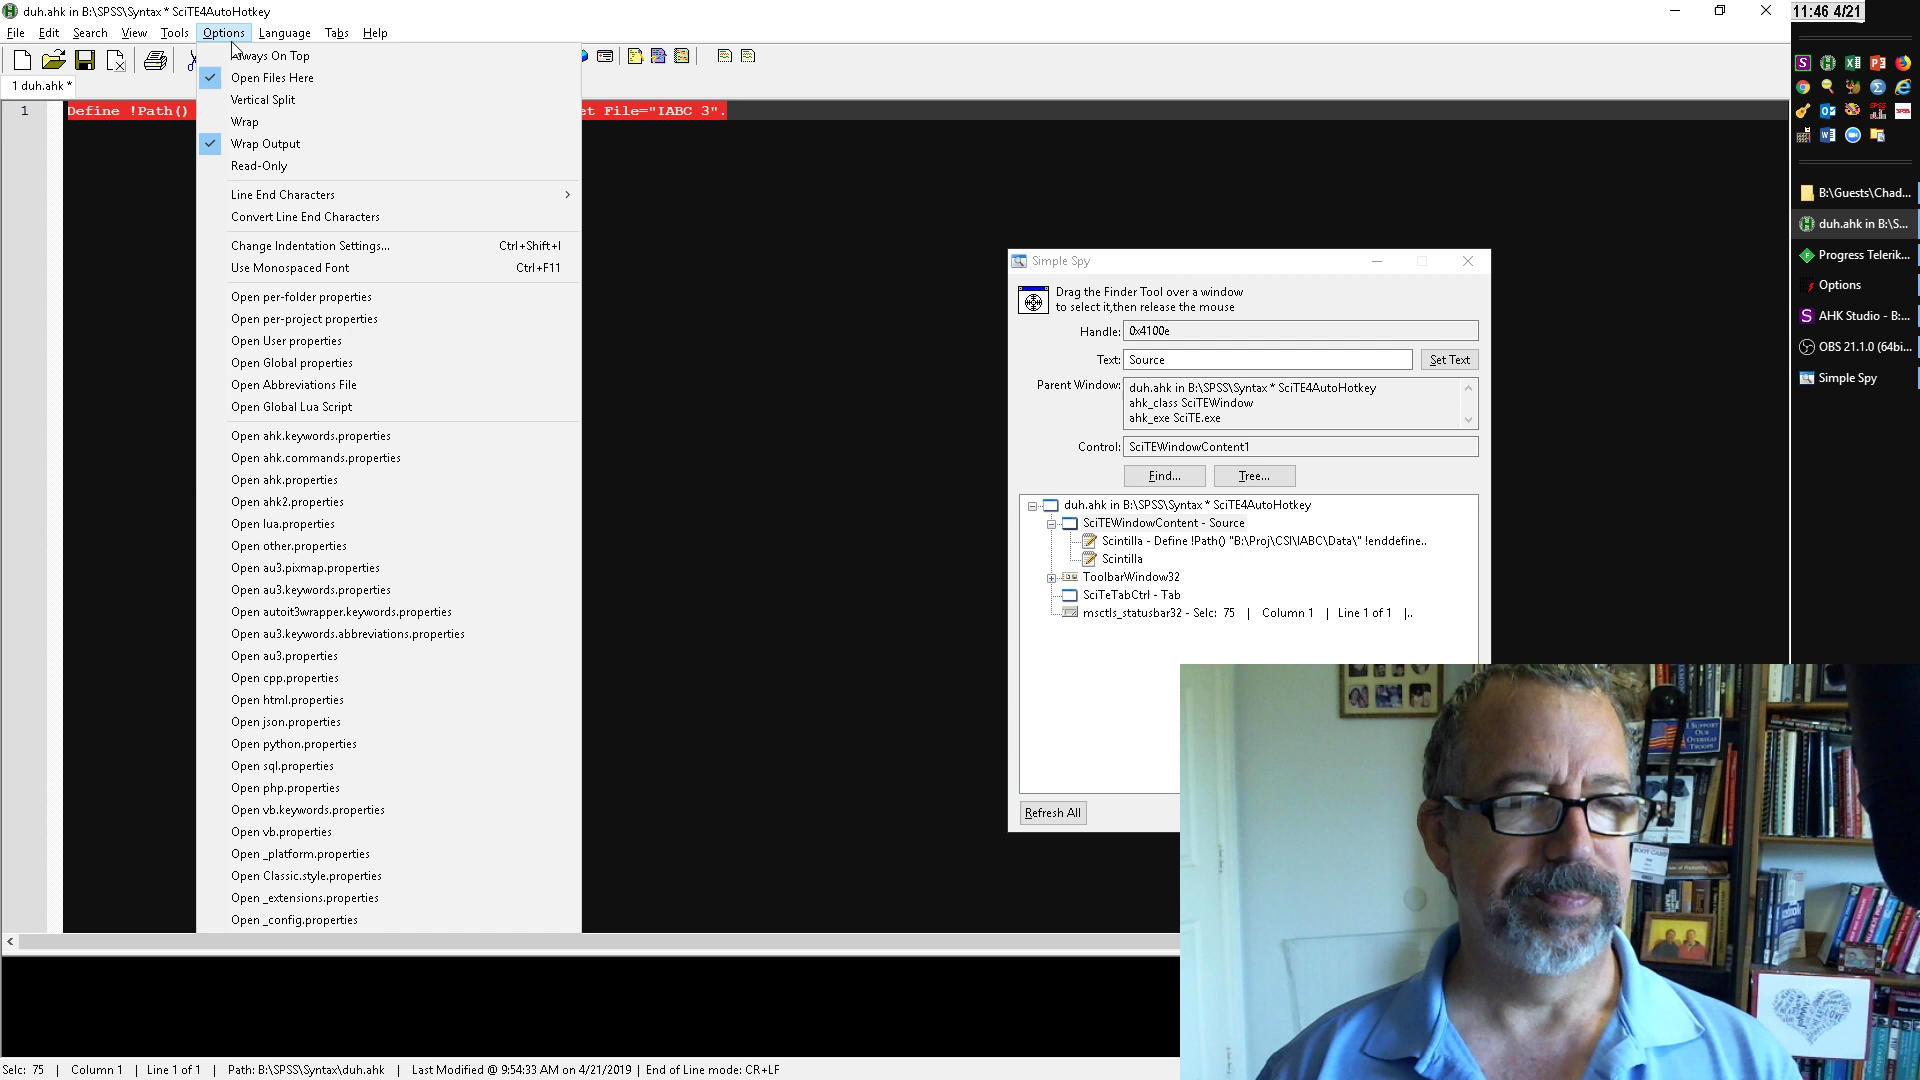 duh.ahk in B:\SPSS\Syntax * SciTE4AutoHotkey
11:46 4/21
File Edit Search View Tools Options Language Tabs Help
1 duh.ahk *
1 Define !Path() et File="IABC 3".
Always On Top
Open Files Here
Vertical Split
Wrap
Wrap Output
Read-Only
Line End Characters
Convert Line End Characters
Change Indentation Settings... Ctrl+Shift+I
Use Monospaced Font Ctrl+F11
Open per-folder properties
Open per-project properties
Open User properties
Open Global properties
Open Abbreviations File
Open Global Lua Script
Open ahk.keywords.properties
Open ahk.commands.properties
Open ahk.properties
Open ahk2.properties
Open lua.properties
Open other.properties
Open au3.pixmap.properties
Open au3.keywords.properties
Open autoit3wrapper.keywords.properties
Open au3.keywords.abbreviations.properties
Open au3.properties
Open cpp.properties
Open html.properties
Open json.properties
Open python.properties
Open sql.properties
Open php.properties
Open vb.keywords.properties
Open vb.properties
Open _platform.properties
Open Classic.style.properties
Open _extensions.properties
Open _config.properties
Simple Spy
Drag the Finder Tool over a window
to select it,then release the mouse
Handle: 0x4100e
Text: Source Set Text
Parent Window: duh.ahk in B:\SPSS\Syntax * SciTE4AutoHotkey
ahk_class SciTEWindow
ahk_exe SciTE.exe
Control: SciTEWindowContent1
Find... Tree...
duh.ahk in B:\SPSS\Syntax * SciTE4AutoHotkey
SciTEWindowContent - Source
Scintilla - Define !Path() "B:\Proj\CSI\IABC\Data\" !enddefine..
Scintilla
ToolbarWindow32
SciTeTabCtrl - Tab
msctls_statusbar32 - Selc: 75 | Column 1 | Line 1 of 1 |..
Refresh All
B:\Guests\Chad...
duh.ahk in B:\S...
Progress Telerik...
Options
AHK Studio - B:...
OBS 21.1.0 (64bi...
Simple Spy
I SUPPORT
OUR
OVERSEAS
TROOPS
BOOT CAMP
Selc: 75 | Column 1 | Line 1 of 1 | Path: B:\SPSS\Syntax\duh.ahk | Last Modified @ 9:54:33 AM on 4/21/2019 | End of Line mode: CR+LF